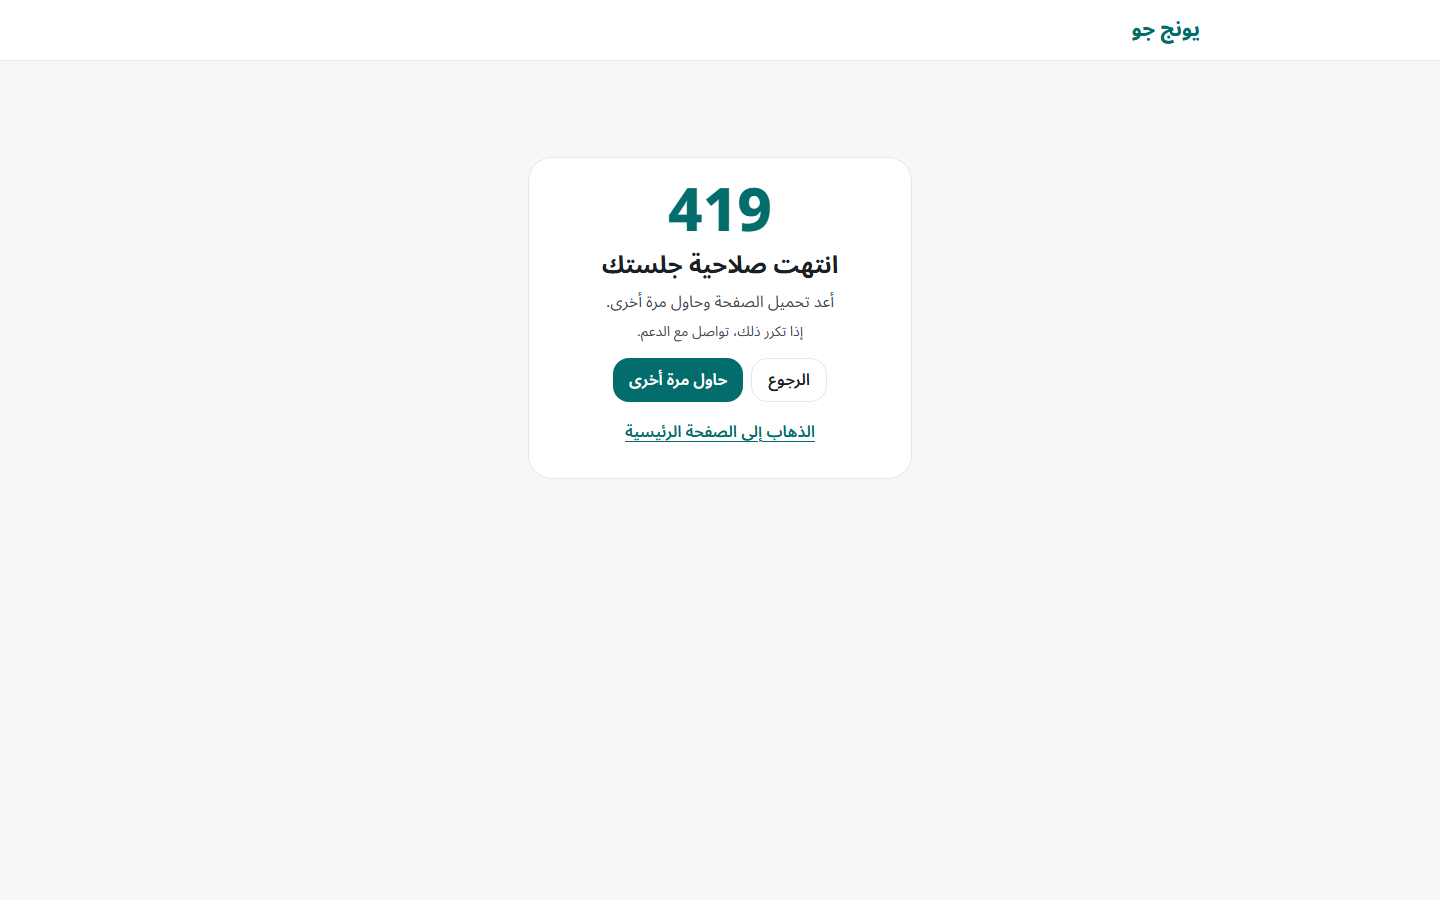 يونج جو
419
انتهت صلاحية جلستك
أعد تحميل الصفحة وحاول مرة أخرى.
إذا تكرر ذلك، تواصل مع الدعم.
الرجوع
حاول مرة أخرى
الذهاب إلى الصفحة الرئيسية